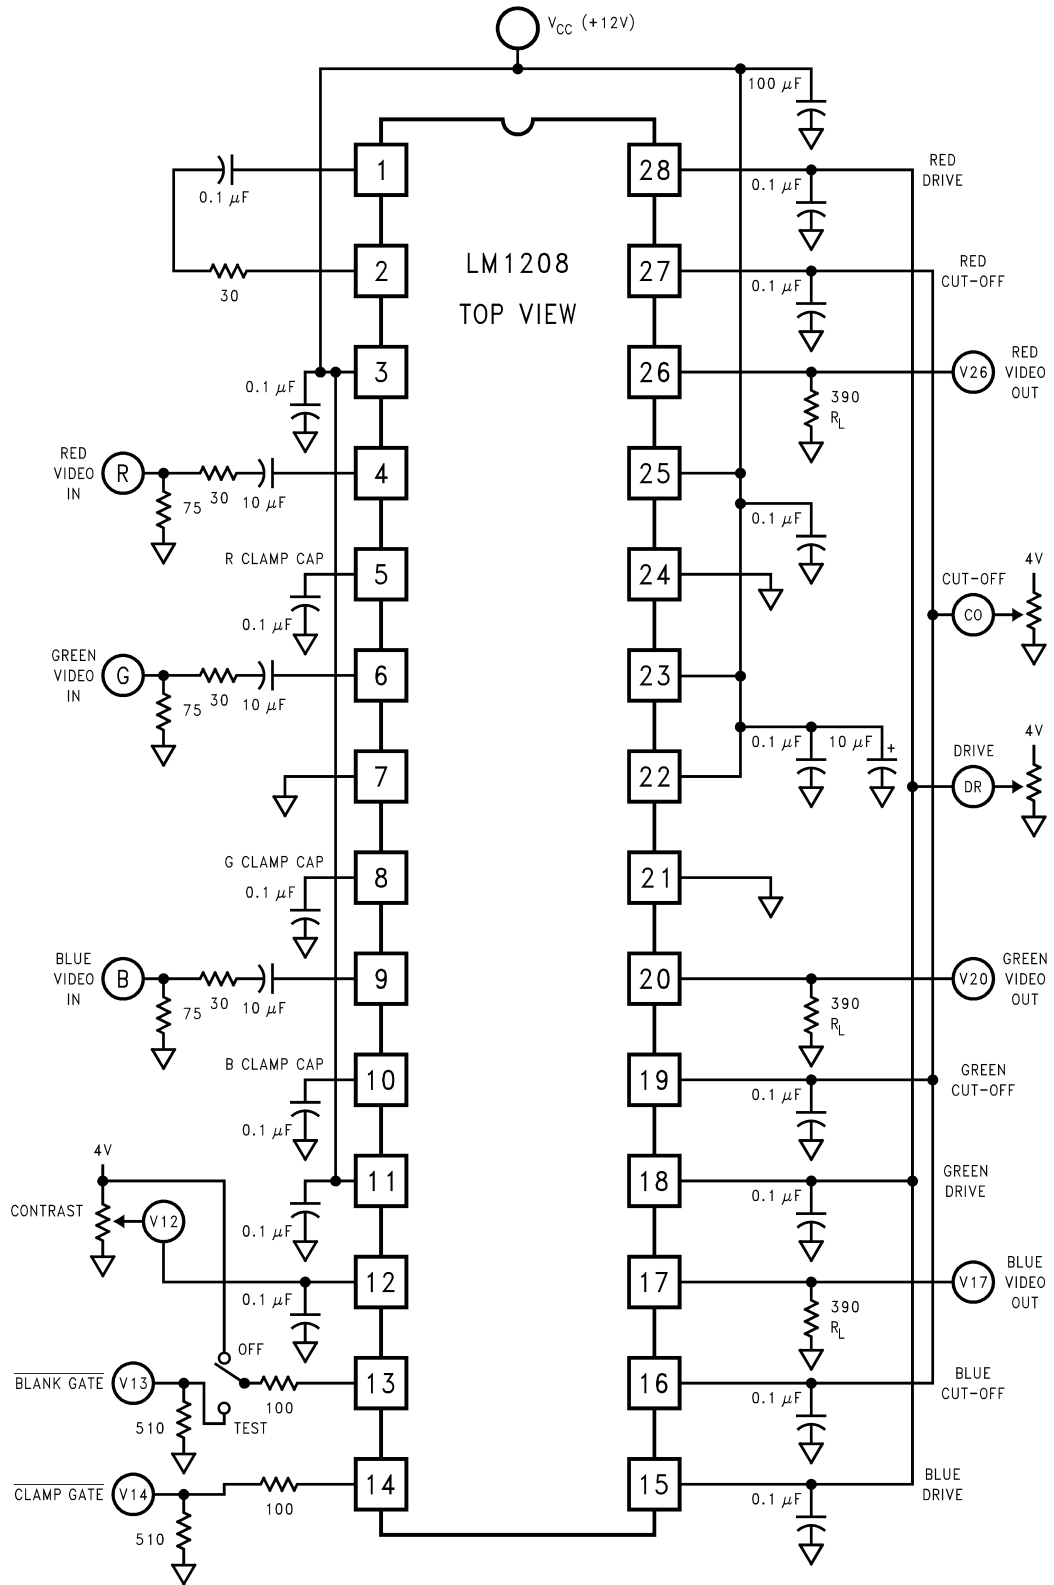 V_CC (+12V)
100 μF
1
0.1 μF
2
30
3
0.1 μF
RED
VIDEO
IN
R
75
30
10 μF
4
R CLAMP CAP
5
0.1 μF
GREEN
VIDEO
IN
G
75
30
10 μF
6
7
G CLAMP CAP
0.1 μF
8
BLUE
VIDEO
IN
B
75
30
10 μF
9
B CLAMP CAP
10
0.1 μF
11
0.1 μF
4V
CONTRAST
V12
12
0.1 μF
OFF
BLANK GATE
V13
510
TEST
100
13
CLAMP GATE
V14
510
100
14
LM1208
TOP VIEW
28
0.1 μF
RED
DRIVE
27
0.1 μF
RED
CUT-OFF
26
390
R_L
V26
RED
VIDEO
OUT
25
0.1 μF
24
CUT-OFF
CO
4V
23
0.1 μF
10 μF
+
22
DRIVE
DR
4V
21
20
390
R_L
V20
GREEN
VIDEO
OUT
19
0.1 μF
GREEN
CUT-OFF
18
0.1 μF
GREEN
DRIVE
17
390
R_L
V17
BLUE
VIDEO
OUT
16
0.1 μF
BLUE
CUT-OFF
15
0.1 μF
BLUE
DRIVE